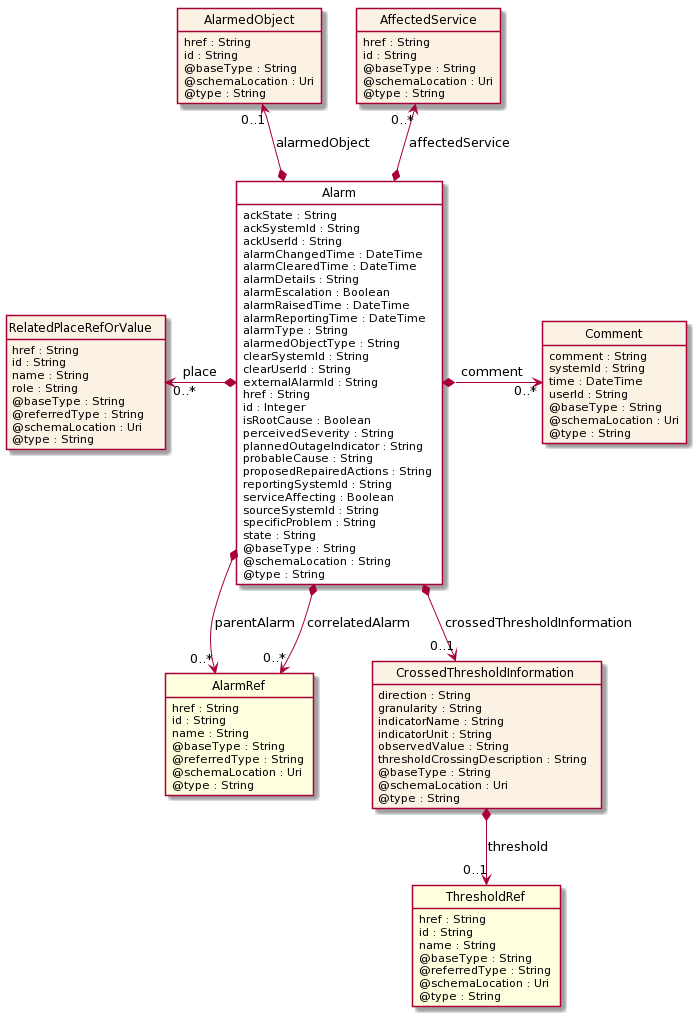 AlarmedObject
href : String
id : String
@baseType : String
@schemaLocation : Uri
@type : String
AffectedService
href : String
id : String
@baseType : String
@schemaLocation : Uri
@type : String
0..1
alarmedObject
0..*
affectedService
Alarm
ackState : String
ackSystemId : String
ackUserId : String
alarmChangedTime : DateTime
alarmClearedTime : DateTime
alarmDetails : String
alarmEscalation : Boolean
alarmRaisedTime : DateTime
alarmReportingTime : DateTime
alarmType : String
alarmedObjectType : String
clearSystemId : String
clearUserId : String
externalAlarmId : String
href : String
id : Integer
isRootCause : Boolean
perceivedSeverity : String
plannedOutageIndicator : String
probableCause : String
proposedRepairedActions : String
reportingSystemId : String
serviceAffecting : Boolean
sourceSystemId : String
specificProblem : String
state : String
@baseType : String
@schemaLocation : Uri
@type : String
RelatedPlaceRefOrValue
href : String
id : String
name : String
role : String
@baseType : String
@referredType : String
@schemaLocation : Uri
@type : String
place
0..*
comment
0..*
Comment
comment : String
systemId : String
time : DateTime
userId : String
@baseType : String
@schemaLocation : Uri
@type : String
parentAlarm
0..*
correlatedAlarm
0..*
crossedThresholdInformation
0..1
AlarmRef
href : String
id : String
name : String
@baseType : String
@referredType : String
@schemaLocation : Uri
@type : String
CrossedThresholdInformation
direction : String
granularity : String
indicatorName : String
indicatorUnit : String
observedValue : String
thresholdCrossingDescription : String
@baseType : String
@schemaLocation : Uri
@type : String
threshold
0..1
ThresholdRef
href : String
id : String
name : String
@baseType : String
@referredType : String
@schemaLocation : Uri
@type : String